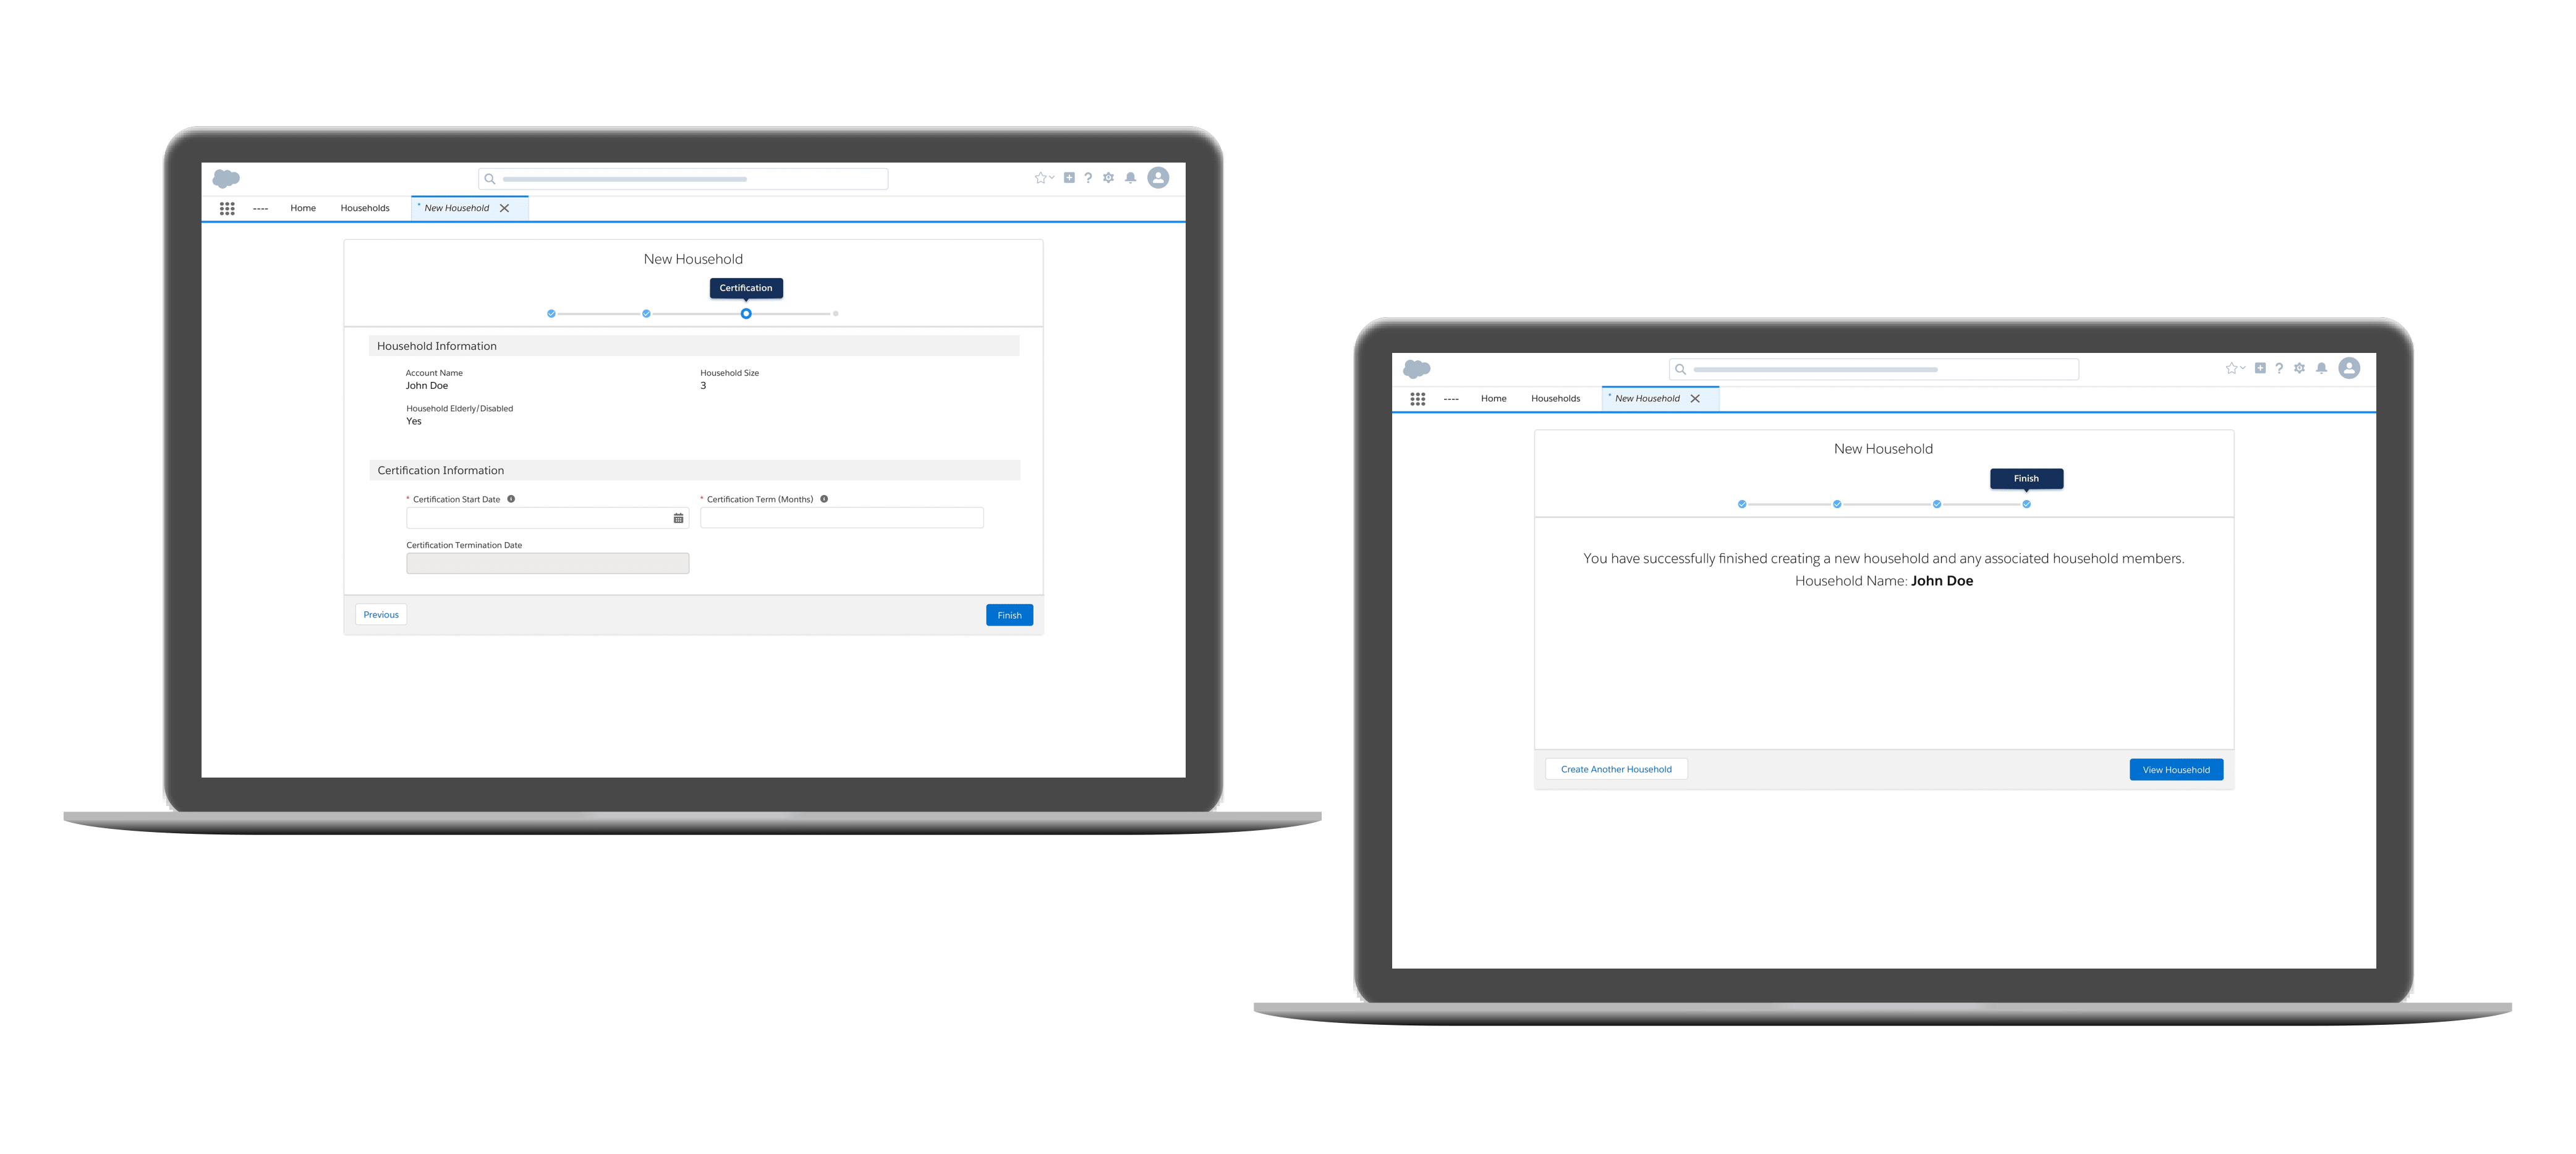 ---- Home Households * New Household
New Household
Certification
Household Information
Account Name Household Size
John Doe 3
Household Elderly/Disabled
Yes
Certification Information
* Certification Start Date * Certification Term (Months)
Certification Termination Date
Previous Finish
---- Home Households * New Household
New Household
Finish
You have successfully finished creating a new household and any associated household members.
Household Name: John Doe
Create Another Household View Household